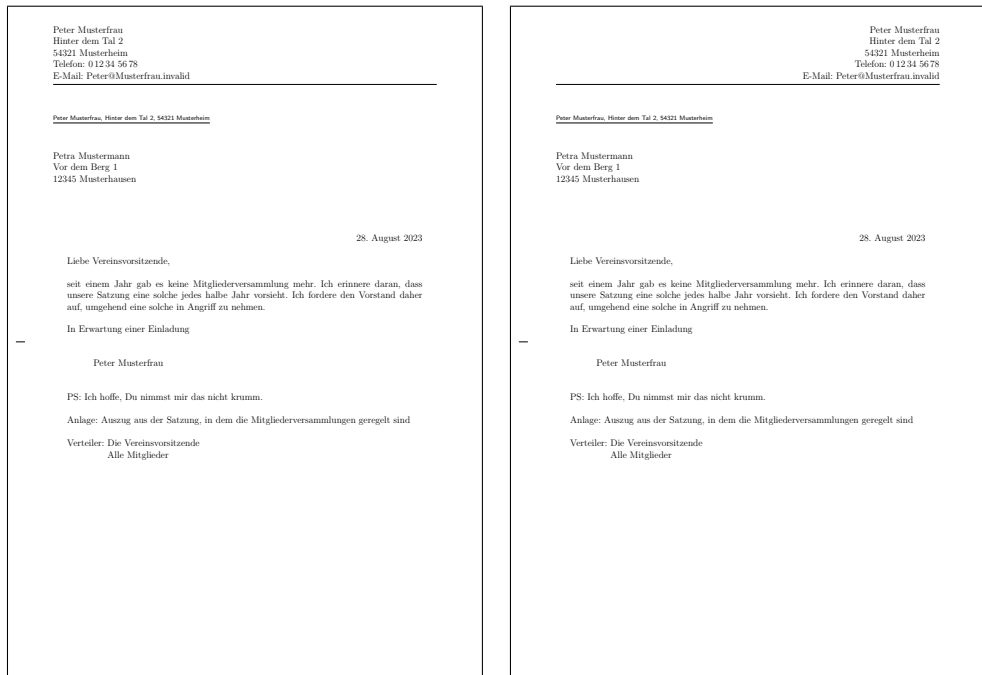 Peter Musterfrau
Hinter dem Tal 2
54321 Musterheim
Telefon: 0 12 34 56 78
E-Mail: Peter@Musterfrau.invalid
Peter Musterfrau, Hinter dem Tal 2, 54321 Musterheim
Petra Mustermann
Vor dem Berg 1
12345 Musterhausen
28. August 2023
Liebe Vereinsvorsitzende,
seit einem Jahr gab es keine Mitgliederversammlung mehr. Ich erinnere daran, dass
unsere Satzung eine solche jedes halbe Jahr vorsieht. Ich fordere den Vorstand daher
auf, umgehend eine solche in Angriff zu nehmen.
In Erwartung einer Einladung
Peter Musterfrau
PS: Ich hoffe, Du nimmst mir das nicht krumm.
Anlage: Auszug aus der Satzung, in dem die Mitgliederversammlungen geregelt sind
Verteiler: Die Vereinsvorsitzende
Alle Mitglieder
Peter Musterfrau
Hinter dem Tal 2
54321 Musterheim
Telefon: 0 12 34 56 78
E-Mail: Peter@Musterfrau.invalid
Peter Musterfrau, Hinter dem Tal 2, 54321 Musterheim
Petra Mustermann
Vor dem Berg 1
12345 Musterhausen
28. August 2023
Liebe Vereinsvorsitzende,
seit einem Jahr gab es keine Mitgliederversammlung mehr. Ich erinnere daran, dass
unsere Satzung eine solche jedes halbe Jahr vorsieht. Ich fordere den Vorstand daher
auf, umgehend eine solche in Angriff zu nehmen.
In Erwartung einer Einladung
Peter Musterfrau
PS: Ich hoffe, Du nimmst mir das nicht krumm.
Anlage: Auszug aus der Satzung, in dem die Mitgliederversammlungen geregelt sind
Verteiler: Die Vereinsvorsitzende
Alle Mitglieder